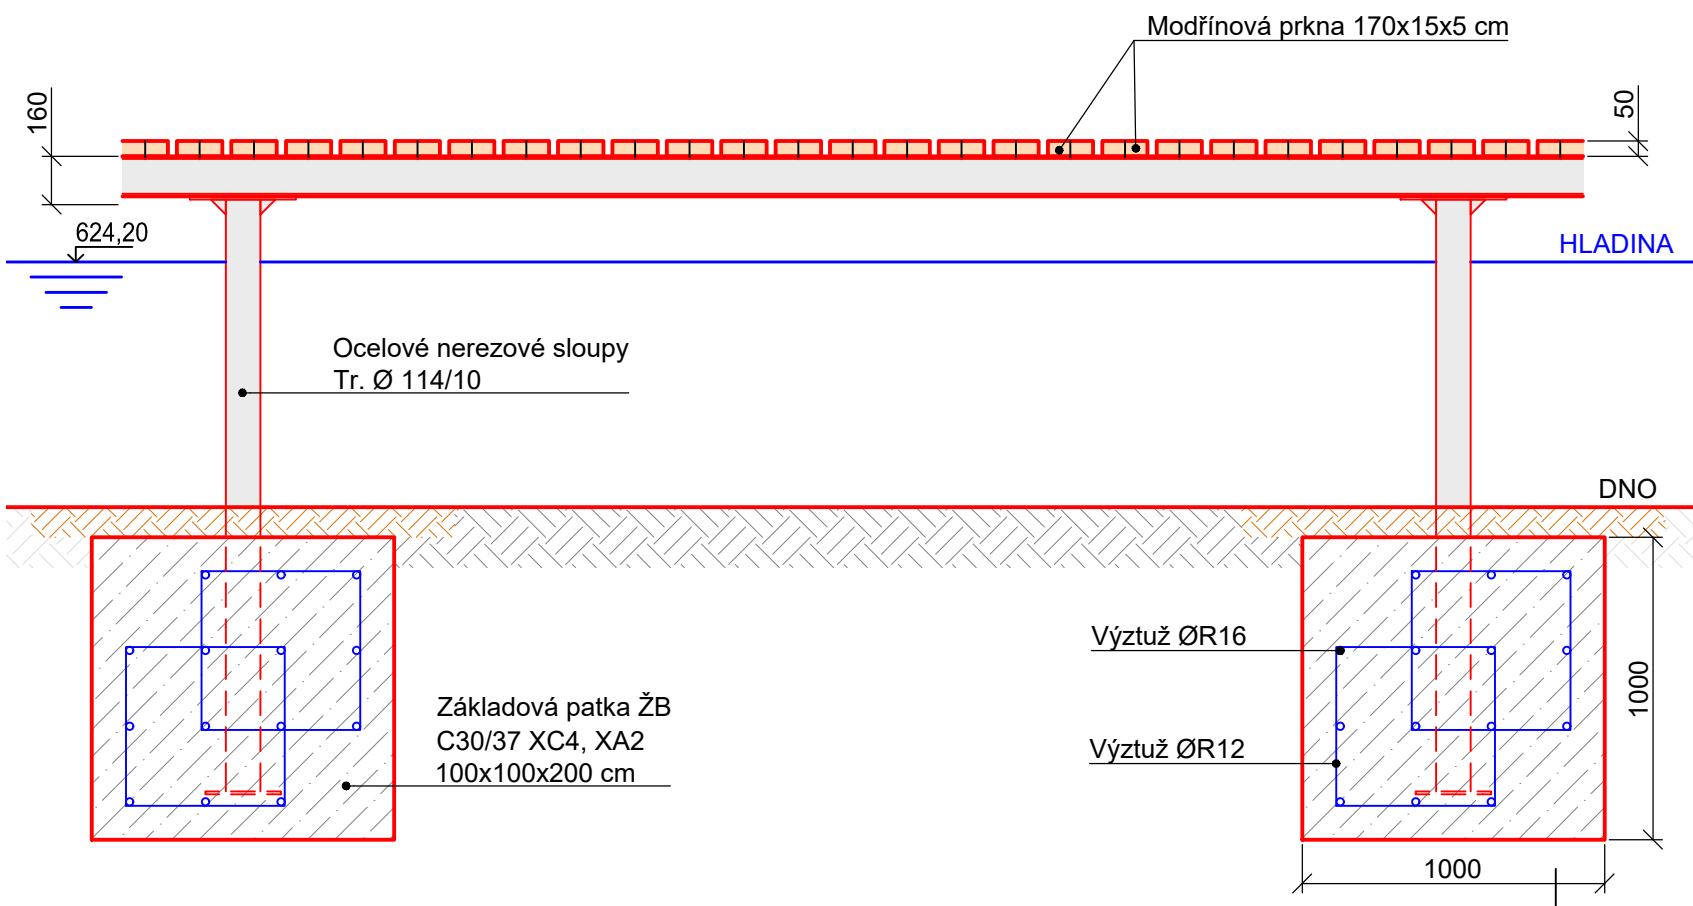 Modřínová prkna 170x15x5 cm
160
50
624,20
HLADINA
Ocelové nerezové sloupy
Tr. Ø 114/10
DNO
Výztuž ØR16
Základová patka ŽB
C30/37 XC4, XA2
100x100x200 cm
Výztuž ØR12
1000
1000